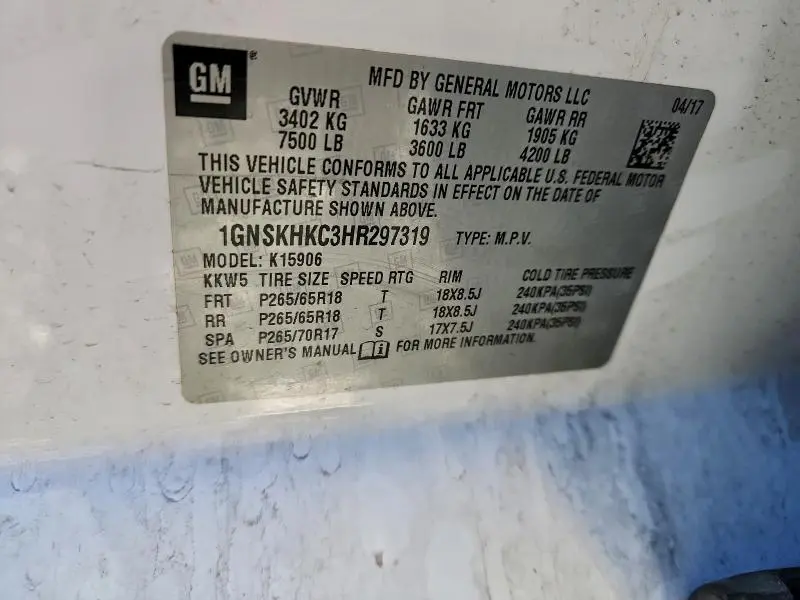 GM®
MFD BY GENERAL MOTORS LLC 04/17
GVWR GAWR FRT GAWR RR
3402 KG 1633 KG 1905 KG
7500 LB 3600 LB 4200 LB
THIS VEHICLE CONFORMS TO ALL APPLICABLE U.S. FEDERAL MOTOR
VEHICLE SAFETY STANDARDS IN EFFECT ON THE DATE OF
MANUFACTURE SHOWN ABOVE.
1GNSKHKC3HR297319 TYPE: M.P.V.
MODEL: K15906
KKW5 TIRE SIZE SPEED RTG RIM COLD TIRE PRESSURE
FRT P265/65R18 T 18X8.5J 240KPA(35PSI)
RR P265/65R18 T 18X8.5J 240KPA(35PSI)
SPA P265/70R17 S 17X7.5J 240KPA(35PSI)
SEE OWNER'S MANUAL i FOR MORE INFORMATION.